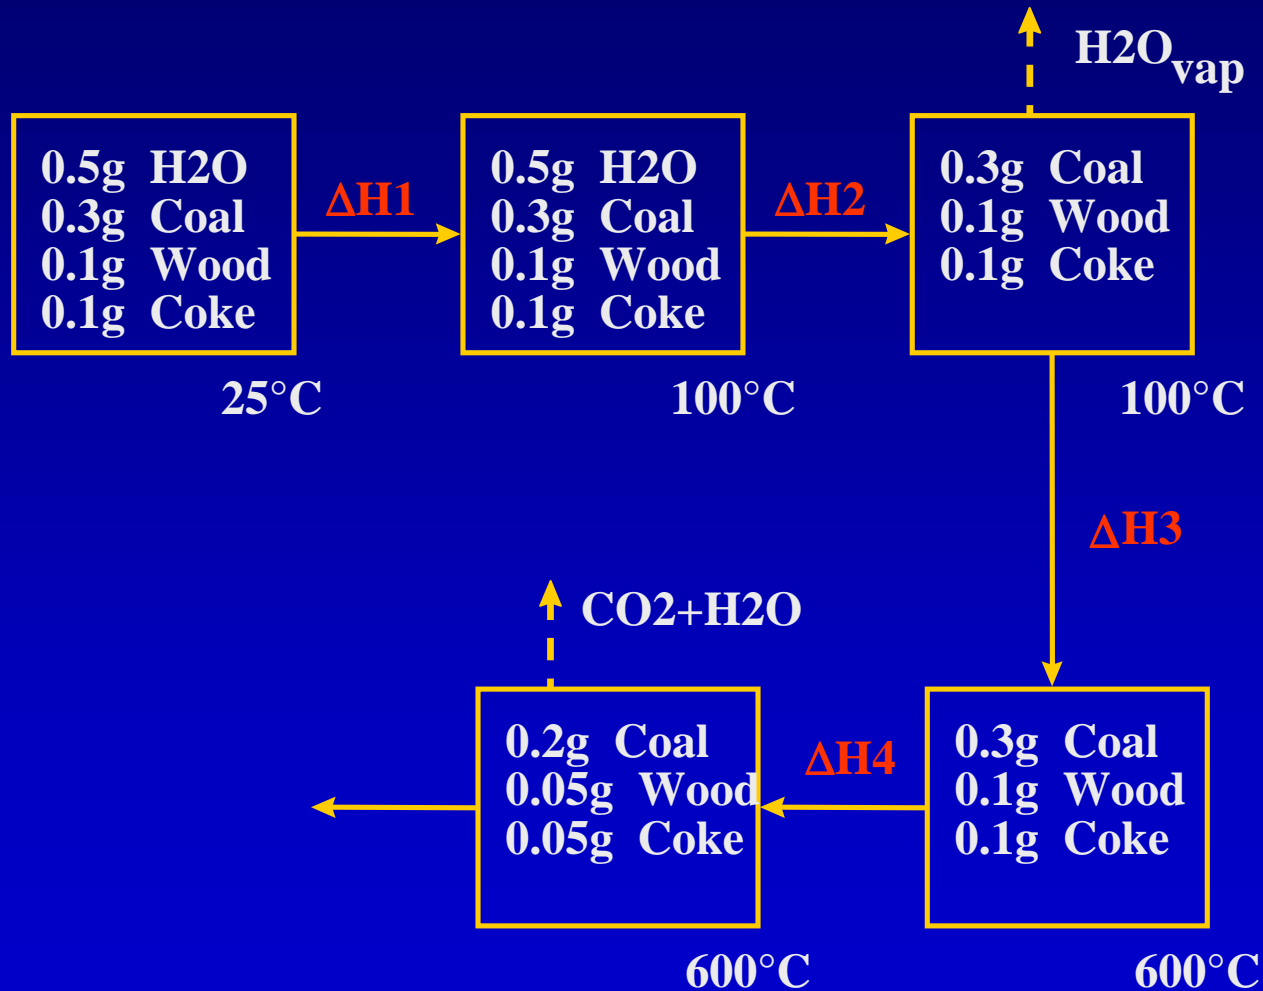 H2Ovap
0.5g H2O
0.3g Coal
0.1g Wood
0.1g Coke
25°C
ΔH1
0.5g H2O
0.3g Coal
0.1g Wood
0.1g Coke
100°C
ΔH2
0.3g Coal
0.1g Wood
0.1g Coke
100°C
ΔH3
0.3g Coal
0.1g Wood
0.1g Coke
600°C
ΔH4
CO2+H2O
0.2g Coal
0.05g Wood
0.05g Coke
600°C